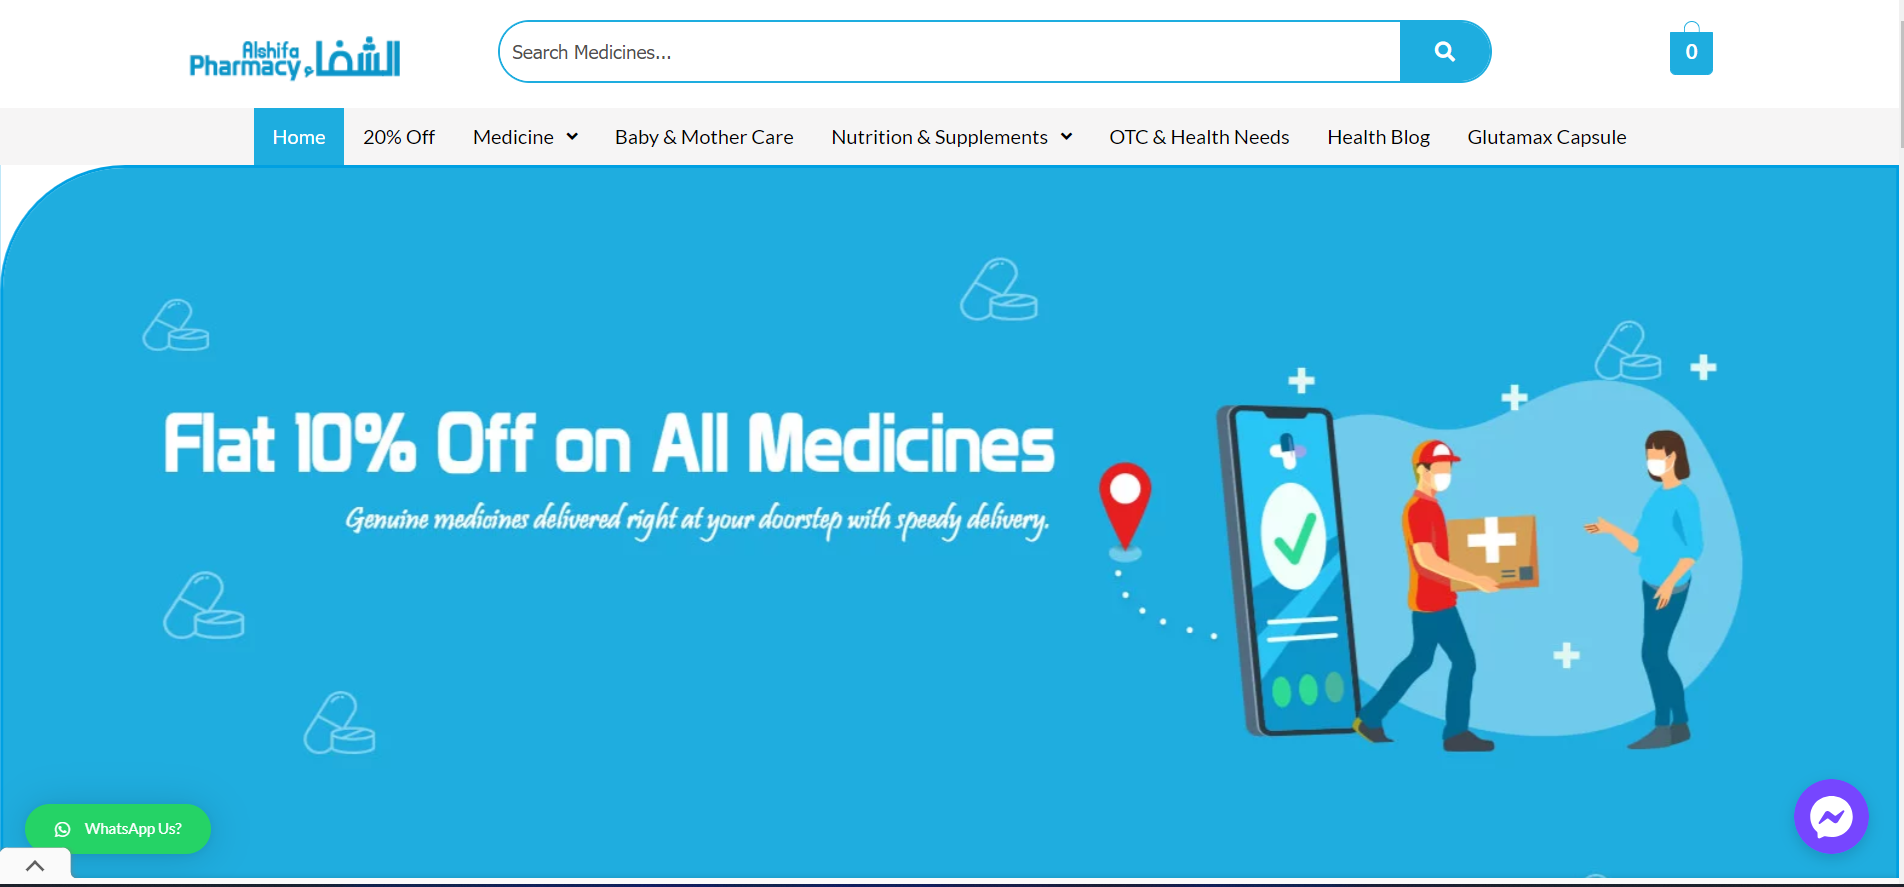 Alshifa
Pharmacy الشفاء
Search Medicines...
0
Home 20% Off Medicine Baby & Mother Care Nutrition & Supplements OTC & Health Needs Health Blog Glutamax Capsule
Flat 10% Off on All Medicines
Genuine medicines delivered right at your doorstep with speedy delivery.
WhatsApp Us?